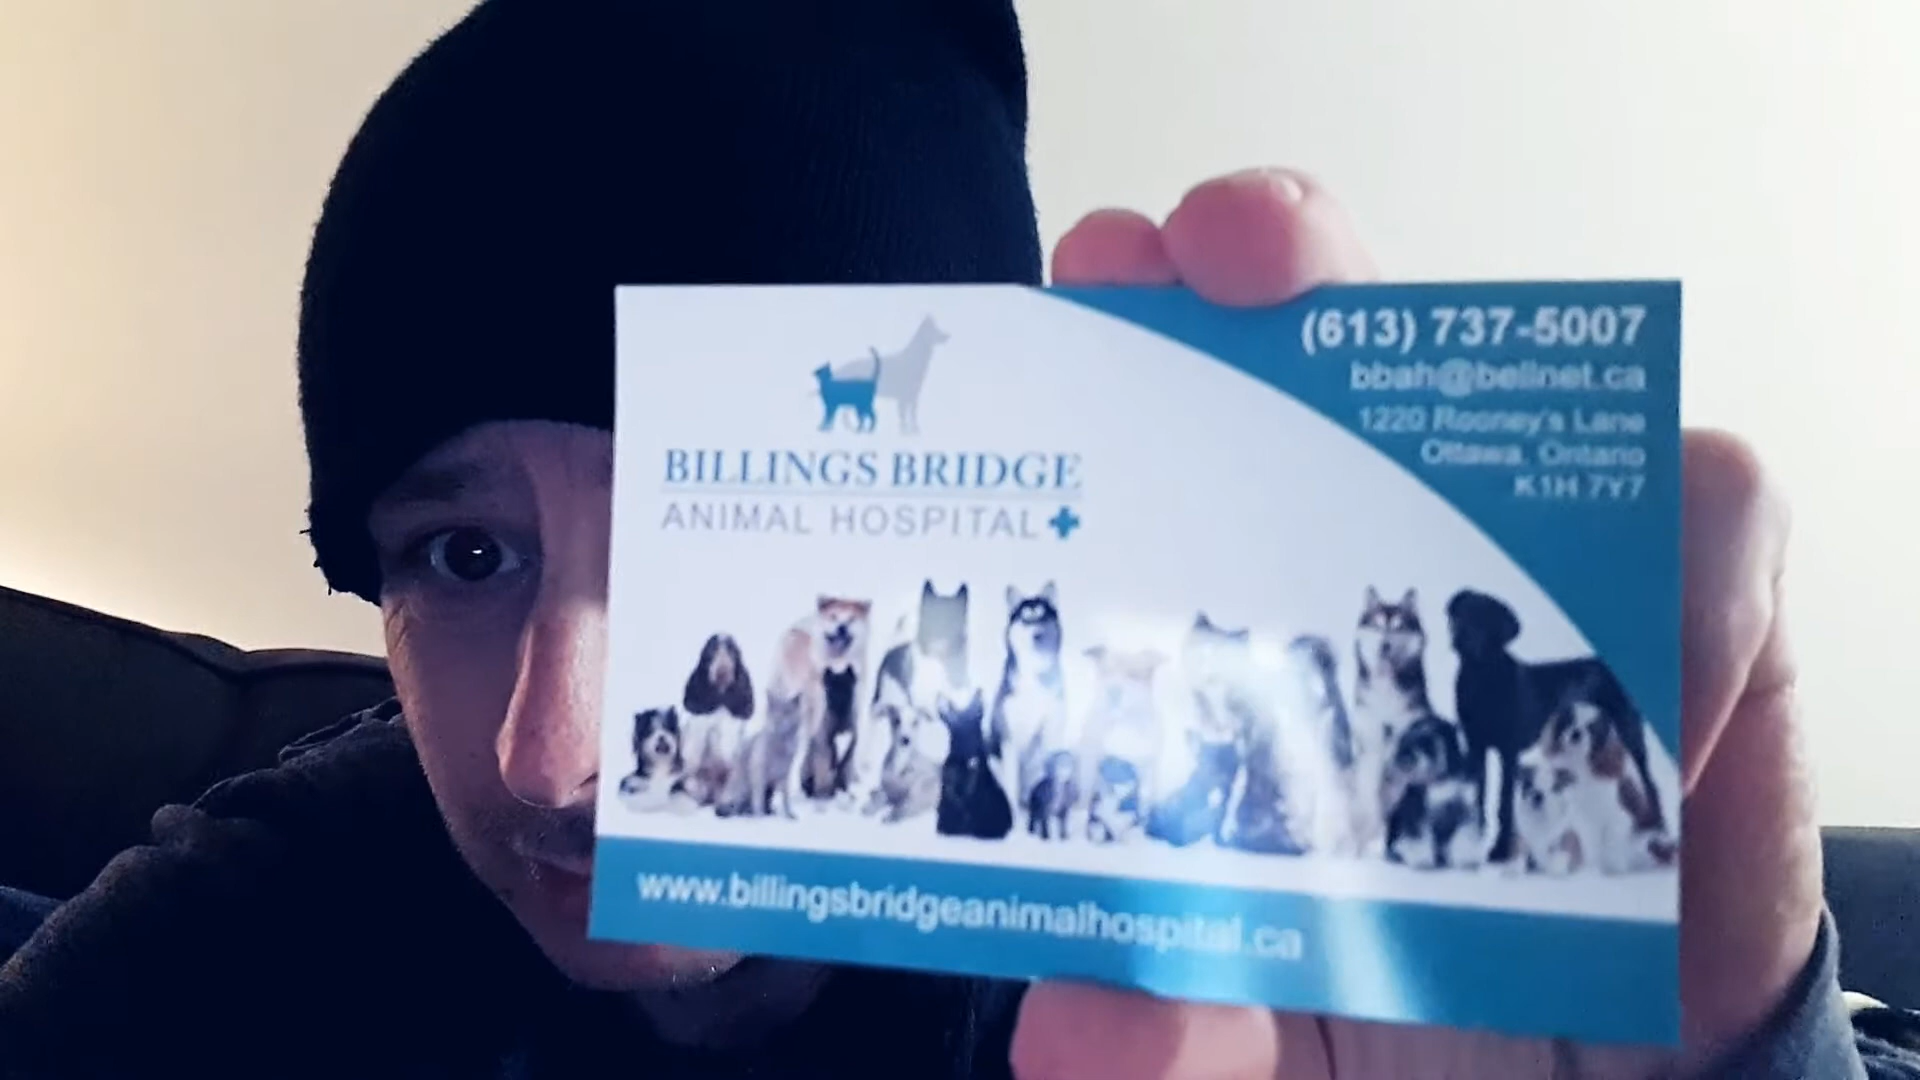 BILLINGS BRIDGE
ANIMAL HOSPITAL
(613) 737-5007
bbah@bellnet.ca
1220 Rooney's Lane
Ottawa, Ontario
K1H 7Y7
www.billingsbridgeanimalhospital.ca